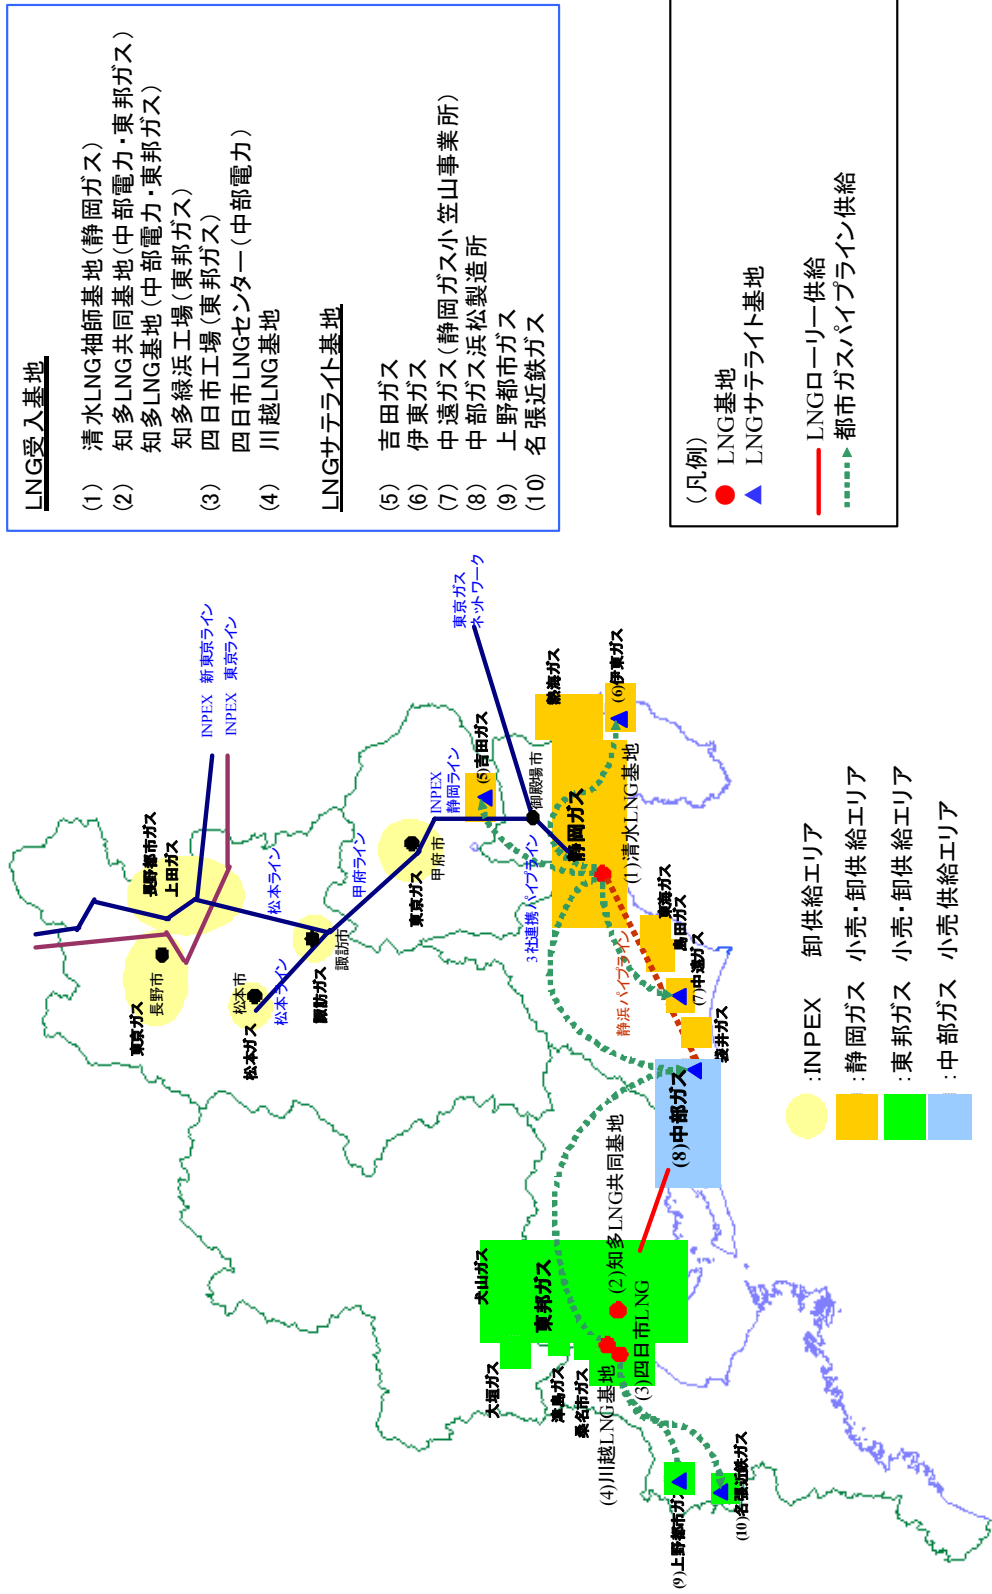 LNG受入基地
(1) 清水LNG袖師基地(静岡ガス)
(2) 知多LNG共同基地(中部電力・東邦ガス)
知多LNG基地(中部電力・東邦ガス)
知多緑浜工場(東邦ガス)
(3) 四日市工場(東邦ガス)
四日市LNGセンター(中部電力)
(4) 川越LNG基地
LNGサテライト基地
(5) 吉田ガス
(6) 伊東ガス
(7) 中遠ガス(静岡ガス小笠山事業所)
(8) 中部ガス浜松製造所
(9) 上野都市ガス
(10) 名張近鉄ガス
(凡例)
LNG基地
LNGサテライト基地
LNGローリー供給
都市ガスパイプライン供給
INPEX 新東京ライン
INPEX 東京ライン
長野都市ガス
上田ガス
東京ガス
長野市
松本ガス
松本市
松本ライン
松本ライン
諏訪ガス
諏訪市
甲府ライン
東京ガス
甲府市
INPEX
静岡ライン
東京ガス
ネットワーク
(5)吉田ガス
御殿場市
3社連携パイプライン
熱海ガス
(6)伊東ガス
静岡ガス
(1)清水LNG基地
静浜パイプライン
東海ガス
島田ガス
(7)中遠ガス
袋井ガス
(8)中部ガス
犬山ガス
東邦ガス
大垣ガス
津島ガス
桑名市ガス
(2)知多LNG共同基地
(3)四日市LNG
(4)川越LNG基地
(9)上野都市ガス
(10)名張近鉄ガス
:INPEX 卸供給エリア
:静岡ガス 小売・卸供給エリア
:東邦ガス 小売・卸供給エリア
:中部ガス 小売供給エリア